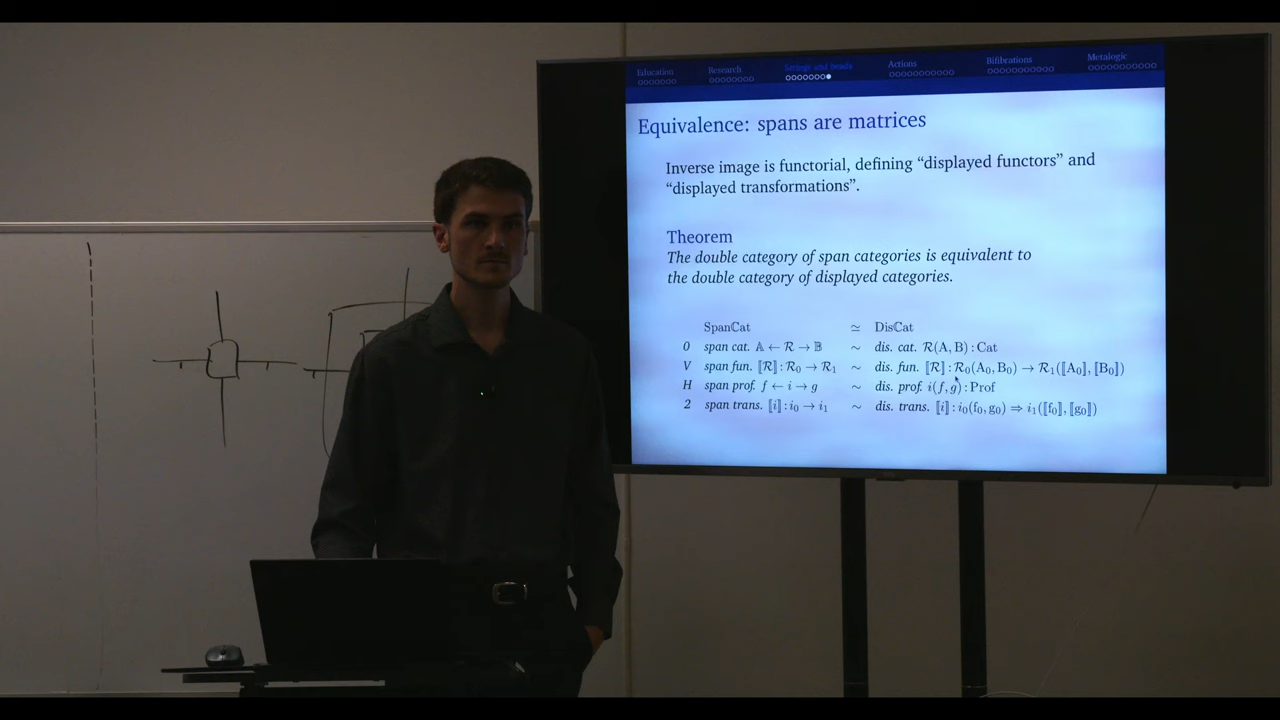 Education Research Strings and beads Actions Bifibrations Metalogic
Equivalence: spans are matrices
Inverse image is functorial, defining “displayed functors” and
“displayed transformations”.
Theorem
The double category of span categories is equivalent to
the double category of displayed categories.
SpanCat ≃ DisCat
0 span cat. 𝔸 ← ℛ → 𝔹 ~ dis. cat. ℛ(A, B) : Cat
V span fun. ⟦ℛ⟧ : ℛ₀ → ℛ₁ ~ dis. fun. ⟦ℛ⟧ : ℛ₀(A₀, B₀) → ℛ₁(⟦A₀⟧, ⟦B₀⟧)
H span prof. f ← i → g ~ dis. prof. i(f, g) : Prof
2 span trans. ⟦i⟧ : i₀ → i₁ ~ dis. trans. ⟦i⟧ : i₀(f₀, g₀) ⇒ i₁(⟦f₀⟧, ⟦g₀⟧)